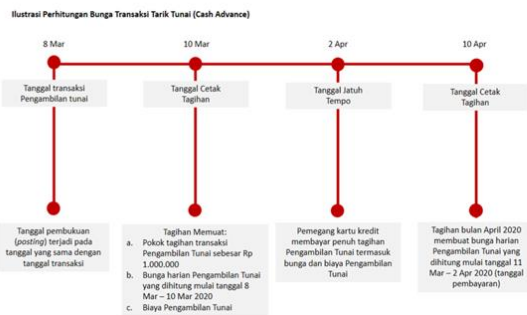 Ilustrasi Perhitungan Bunga Transaksi Tarik Tunai (Cash Advance)
8 Mar
10 Mar
2 Apr
10 Apr
Tanggal transaksi
Pengambilan tunai
Tanggal Cetak
Tagihan
Tanggal Jatuh
Tempo
Tanggal Cetak
Tagihan
Tanggal pembukuan
(posting) terjadi pada
tanggal yang sama dengan
tanggal transaksi
Tagihan Memuat:
a. Pokok tagihan transaksi
Pengambilan Tunai sebesar Rp
1.000.000
b. Bunga harian Pengambilan Tunai
yang dihitung mulai tanggal 8
Mar – 10 Mar 2020
c. Biaya Pengambilan Tunai
Pemegang kartu kredit
membayar penuh tagihan
Pengambilan Tunai termasuk
bunga dan biaya Pengambilan
Tunai
Tagihan bulan April 2020
membuat bunga harian
Pengambilan Tunai yang
dihitung mulai tanggal 11
Mar – 2 Apr 2020 (tanggal
pembayaran)